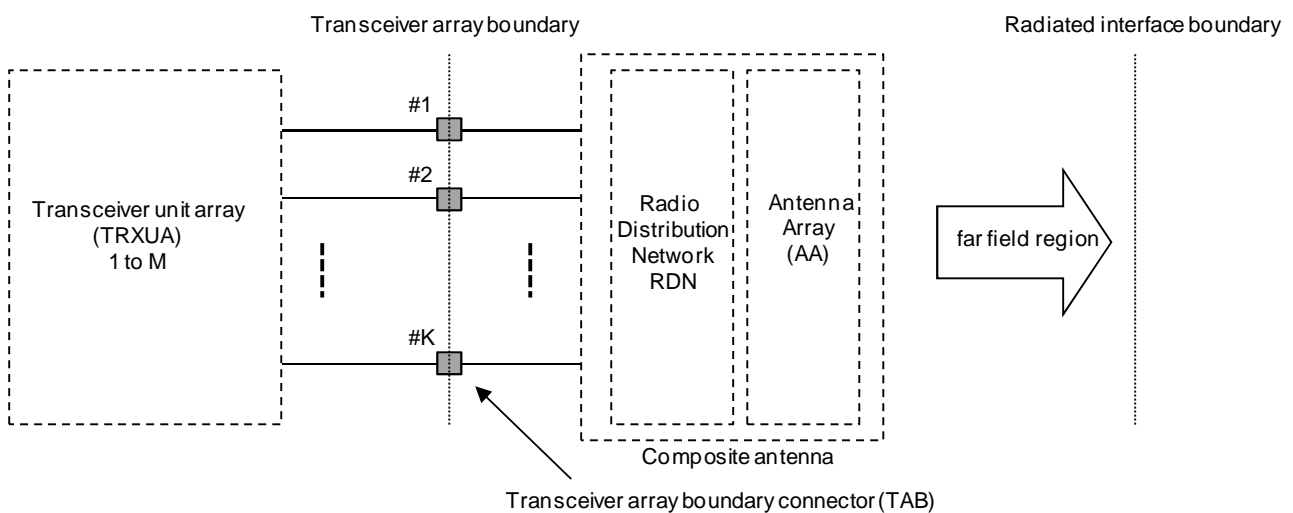 Transceiver array boundary
Radiated interface boundary
#1
#2
#K
Transceiver unit array
(TRXUA)
1 to M
Radio
Distribution
Network
RDN
Antenna
Array
(AA)
far field region
Composite antenna
Transceiver array boundary connector (TAB)